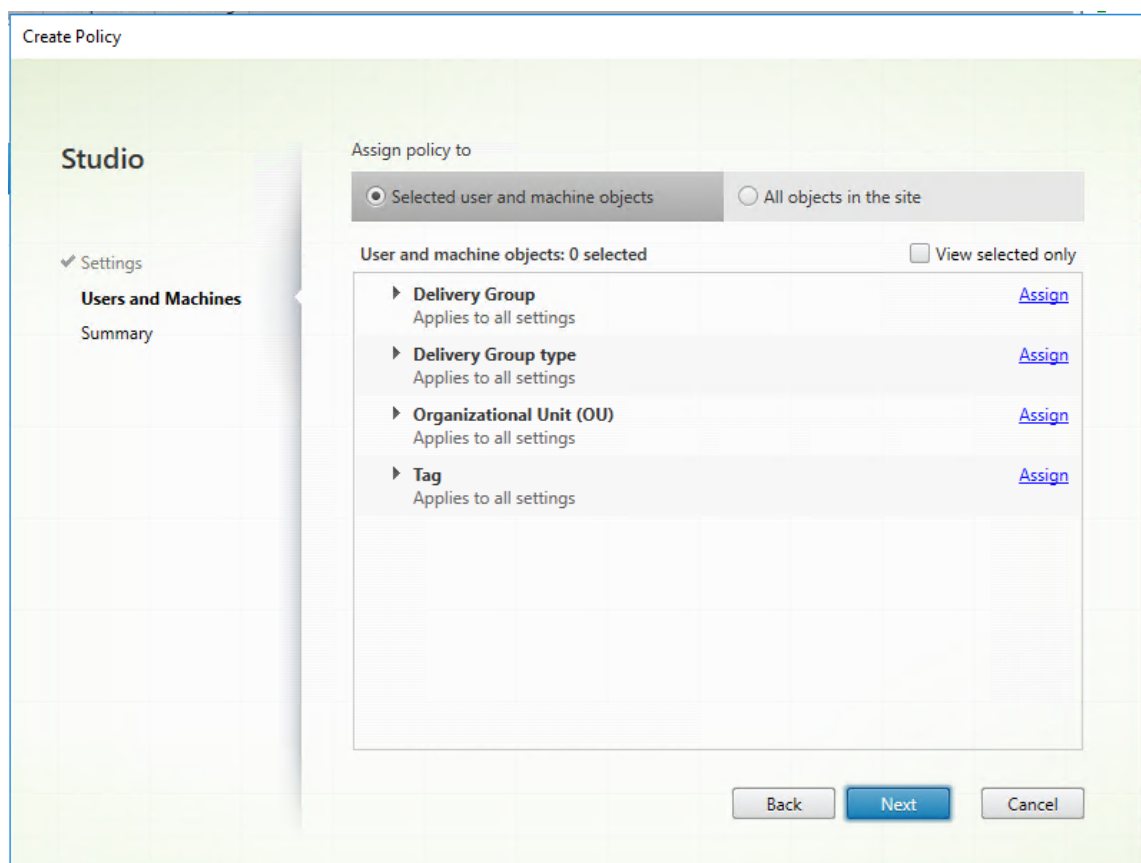 Create Policy
Studio
Settings
Users and Machines
Summary
Assign policy to
Selected user and machine objects
All objects in the site
User and machine objects: 0 selected
View selected only
Delivery Group
Assign
Applies to all settings
Delivery Group type
Assign
Applies to all settings
Organizational Unit (OU)
Assign
Applies to all settings
Tag
Assign
Applies to all settings
Back
Next
Cancel